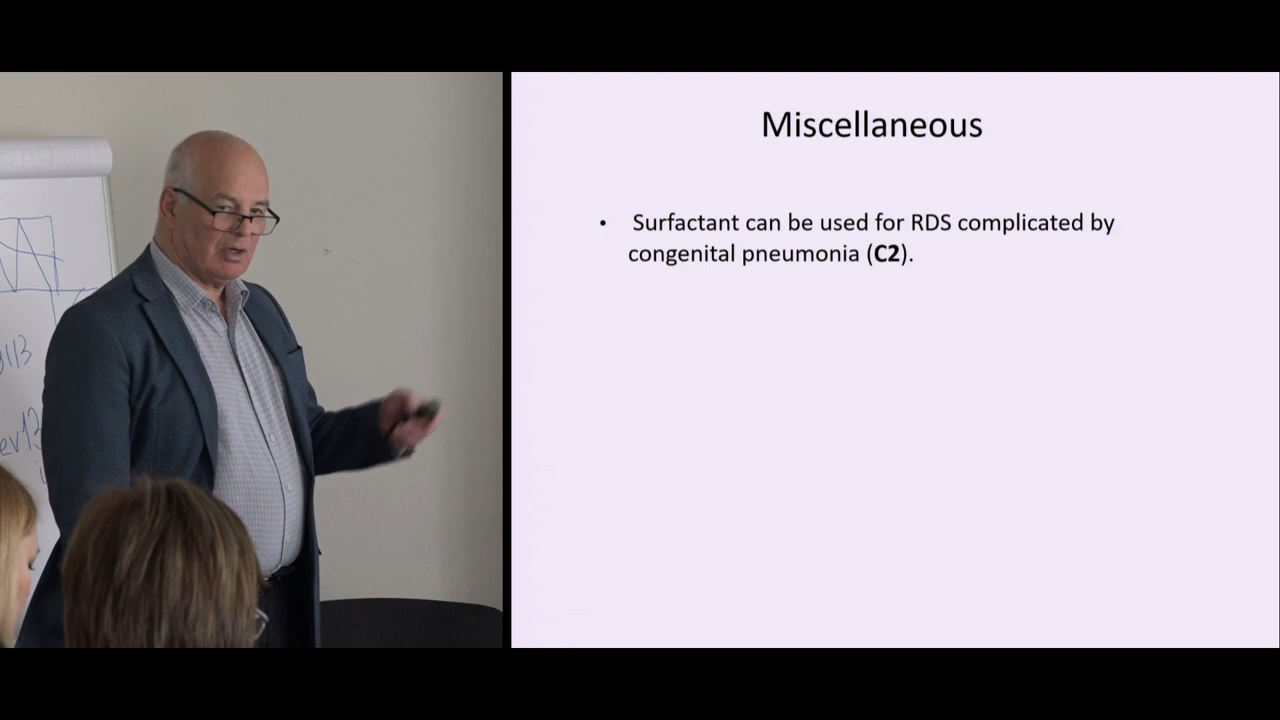 Miscellaneous
• Surfactant can be used for RDS complicated by
congenital pneumonia (C2).